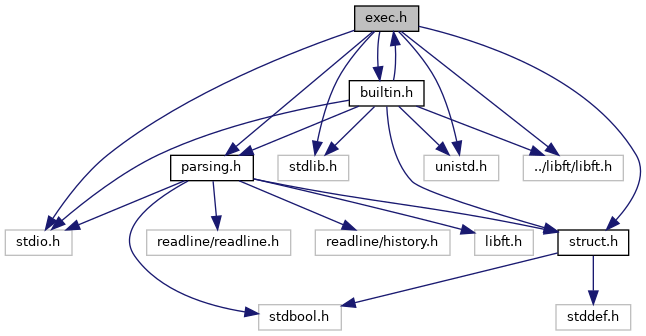 exec.h
builtin.h
parsing.h
stdlib.h
unistd.h
../libft/libft.h
stdio.h
readline/readline.h
readline/history.h
libft.h
struct.h
stdbool.h
stddef.h